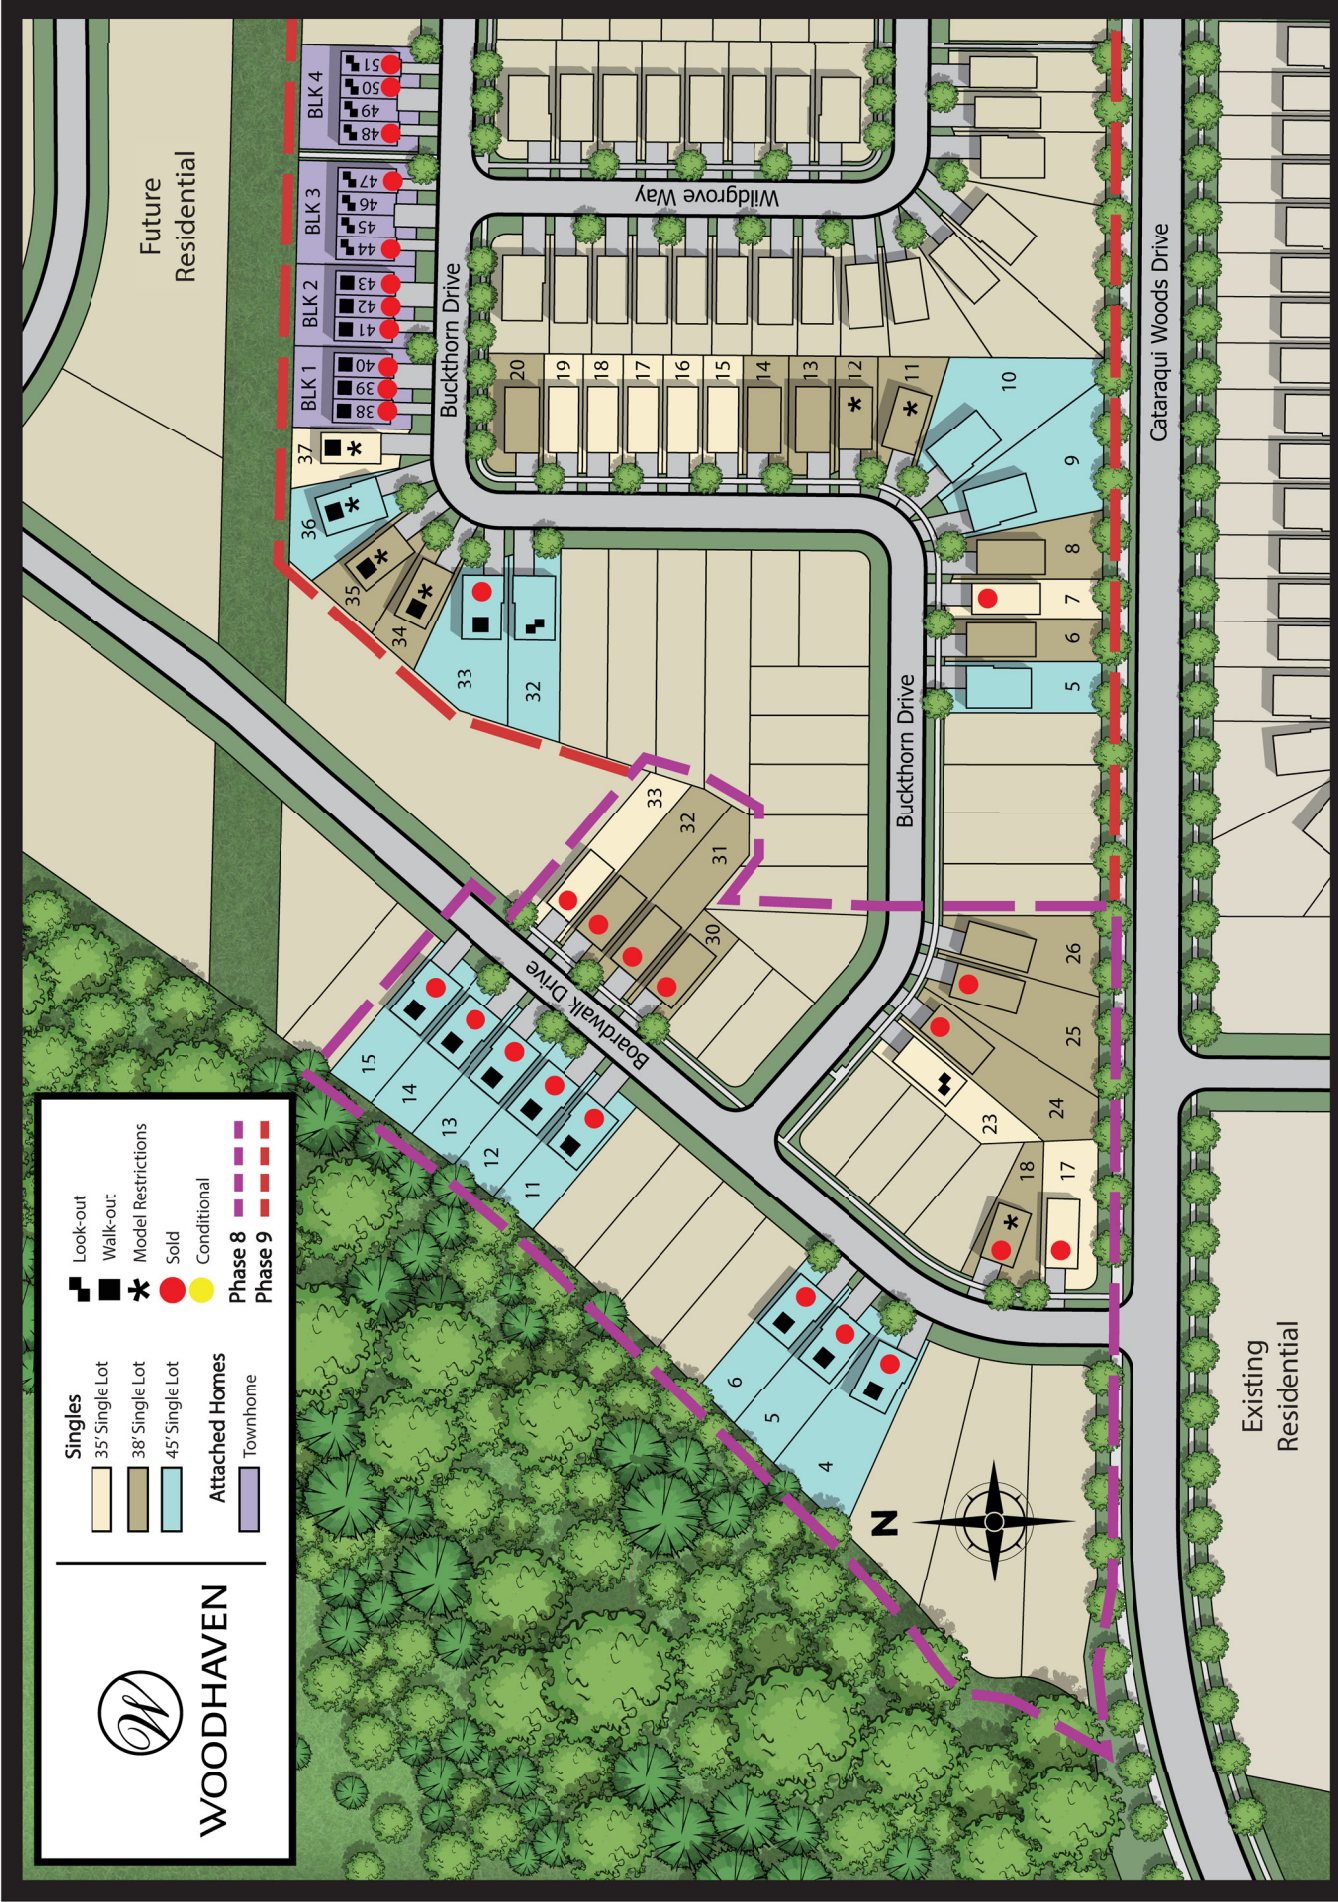 WOODHAVEN
Singles
35' Single Lot
38' Single Lot
45' Single Lot
Attached Homes
Townhome
Look-out
Walk-out
Model Restrictions
Sold
Conditional
Phase 8
Phase 9
Future
Residential
BLK 1
BLK 2
BLK 3
BLK 4
38
39
40
41
42
43
44
45
46
47
48
49
50
51
37
36
35
34
33
32
Buckthorn Drive
Wildgrove Way
20
19
18
17
16
15
14
13
12
11
10
9
8
7
6
5
Buckthorn Drive
Cataraqui Woods Drive
33
32
31
30
Boardwalk Drive
15
14
13
12
11
6
5
4
26
25
24
23
18
17
N
Existing
Residential